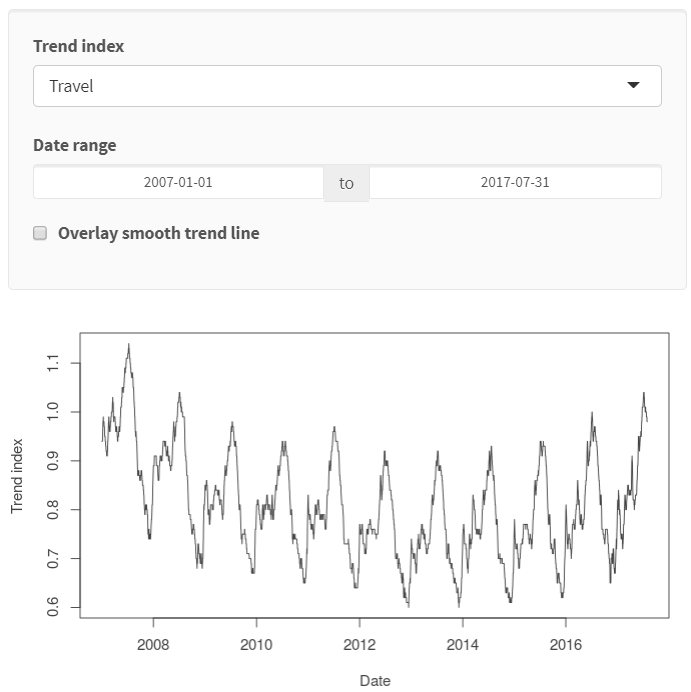 Trend index
Travel
Date range
2007-01-01 to 2017-07-31
Overlay smooth trend line
Trend index
1.1
1.0
0.9
0.8
0.7
0.6
2008 2010 2012 2014 2016
Date